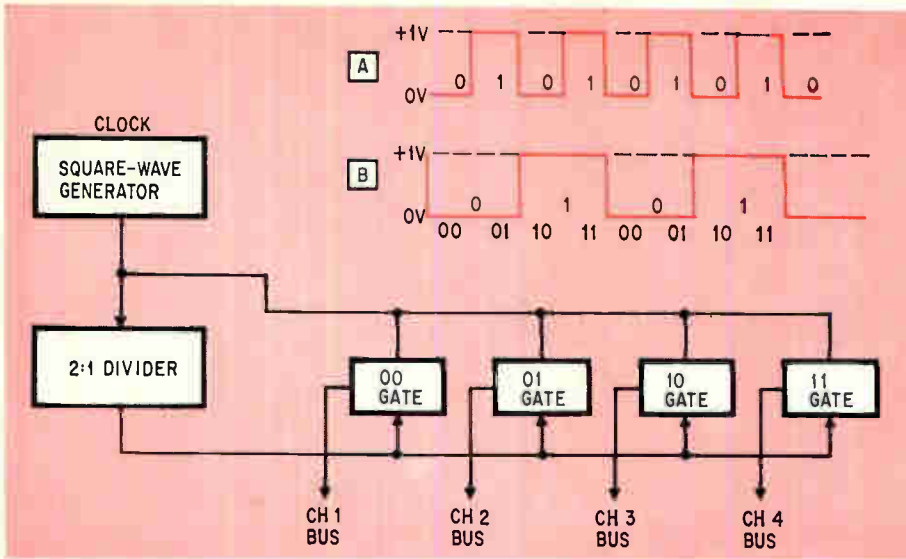 +1V
A
0 1 0 1 0 1 0 1 0
0V
CLOCK
SQUARE-WAVE
GENERATOR
+1V
B
0 1 0 1
0V
00 01 10 11 00 01 10 11
2:1 DIVIDER
00
GATE
01
GATE
10
GATE
11
GATE
CH 1
BUS
CH 2
BUS
CH 3
BUS
CH 4
BUS